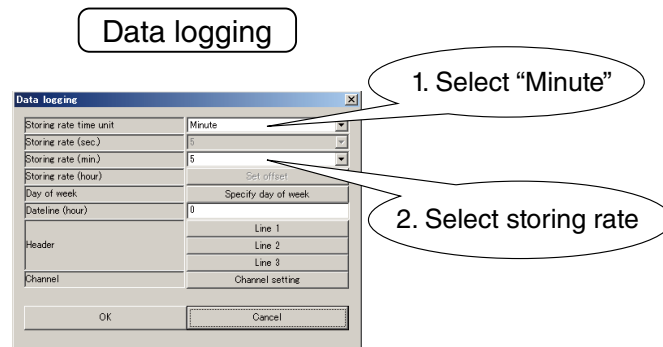 Data logging
1. Select “Minute”
Data logging
Storing rate time unit Minute
Storing rate (sec.) 5
Storing rate (min.) 5
Storing rate (hour) Set offset
Day of week Specify day of week
Dateline (hour) 0
2. Select storing rate
Header Line 1
Line 2
Line 3
Channel Channel setting
OK Cancel